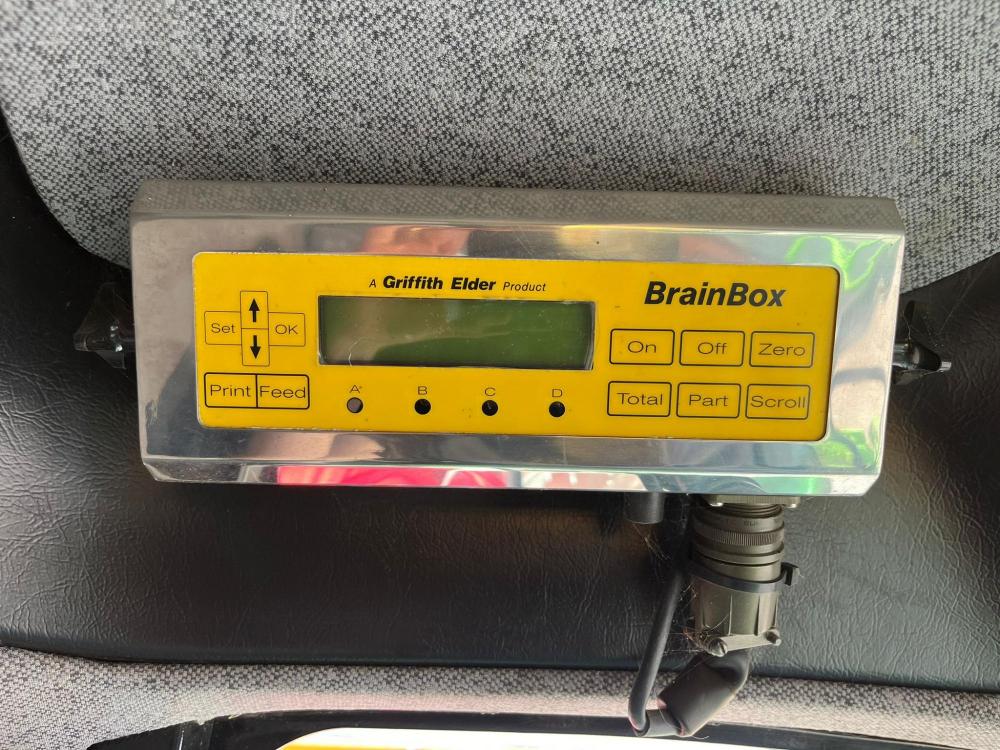 A Griffith Elder Product
BrainBox
Set
OK
Print
Feed
A
B
C
D
On
Off
Zero
Total
Part
Scroll